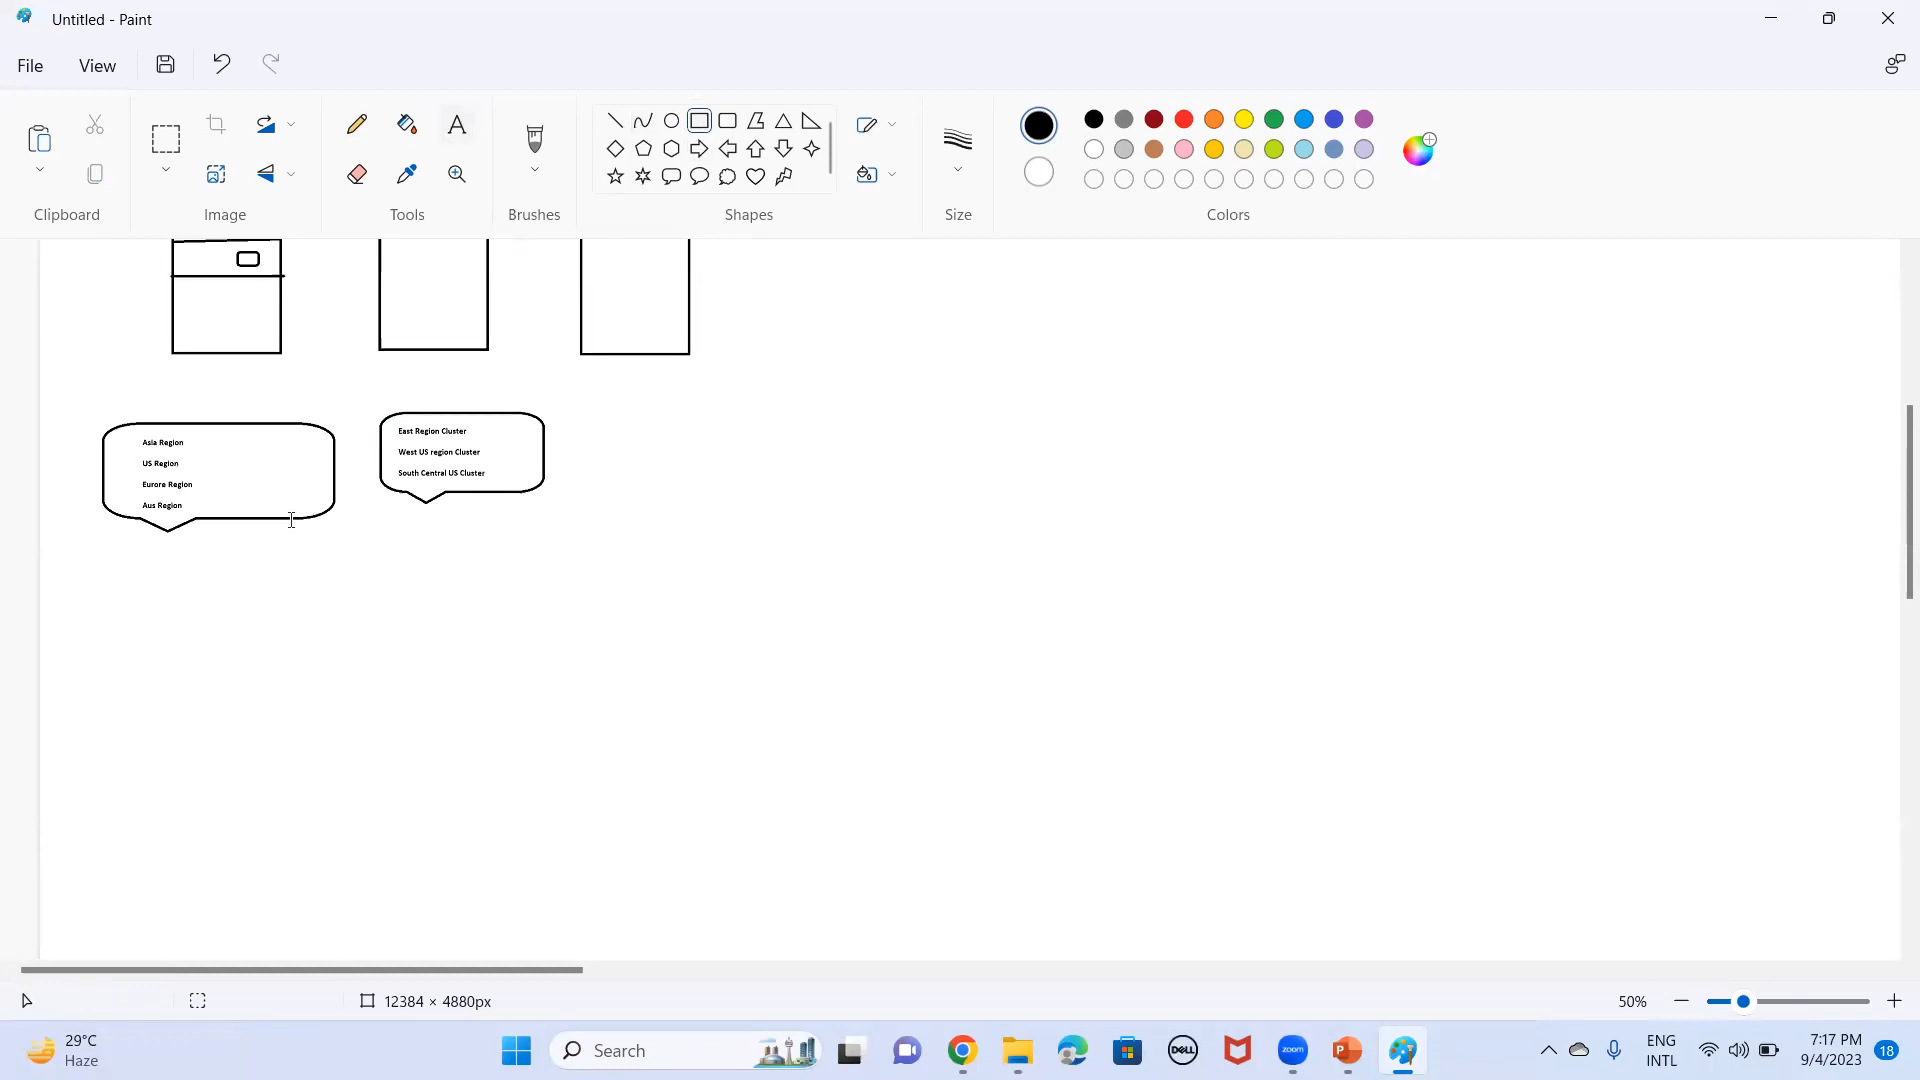 Untitled - Paint
File
View
Clipboard
Image
Tools
Brushes
Shapes
Size
Colors
Asia Region
US Region
Eurore Region
Aus Region
East Region Cluster
West US region Cluster
South Central US Cluster
12384 × 4880px
50%
29°C
Haze
Search
DELL
zoom
P
ENG
INTL
7:17 PM
9/4/2023
18